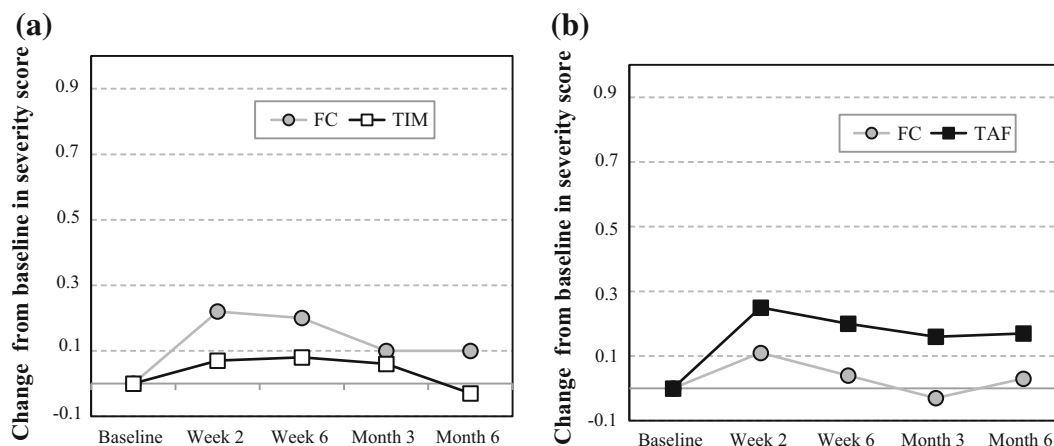 (a)
Change from baseline in severity score
0.9
0.7
0.5
0.3
0.1
-0.1
FC TIM
Baseline Week 2 Week 6 Month 3 Month 6
(b)
Change from baseline in severity score
0.9
0.7
0.5
0.3
0.1
-0.1
FC TAF
Baseline Week 2 Week 6 Month 3 Month 6